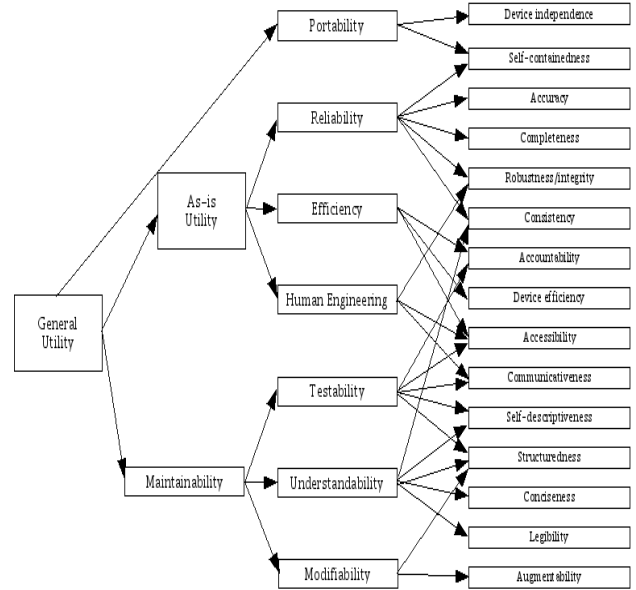 General
Utility
As-is
Utility
Maintainability
Portability
Reliability
Efficiency
Human Engineering
Testability
Understandability
Modifiability
Device independence
Self-containedness
Accuracy
Completeness
Robustness/integrity
Consistency
Accountability
Device efficiency
Accessibility
Communicativeness
Self-descriptiveness
Structuredness
Conciseness
Legibility
Augmentability